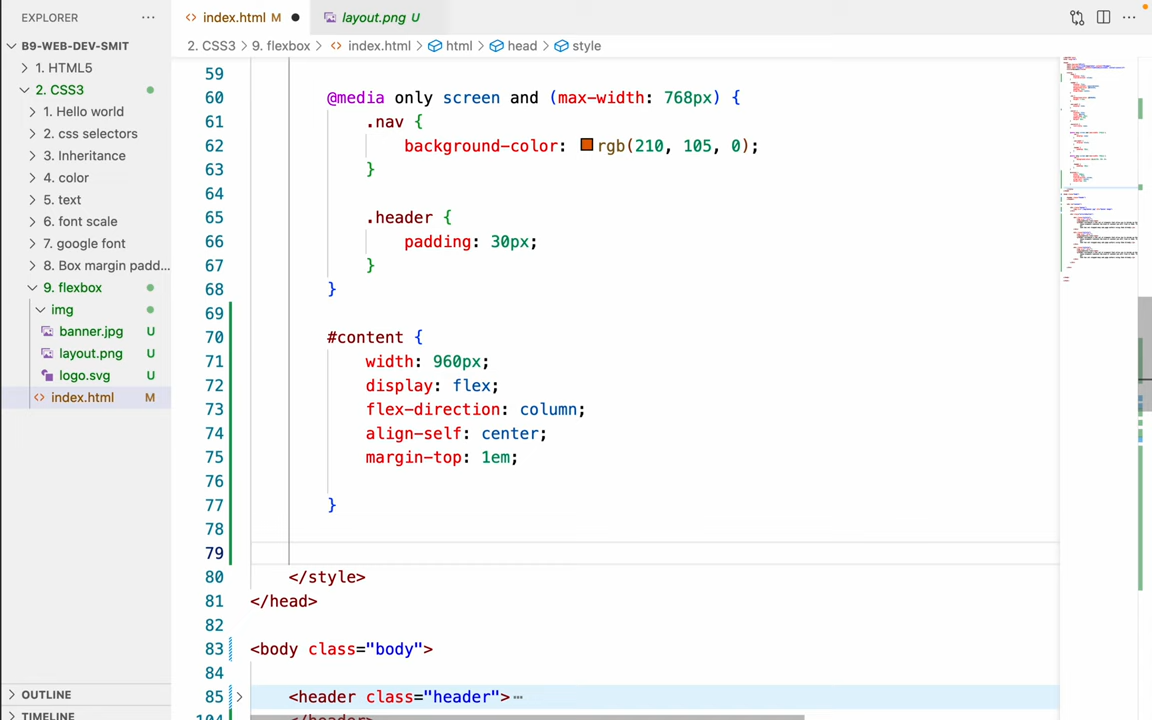 EXPLORER
index.html M
layout.png U
2. CSS3 > 9. flexbox > index.html > html > head > style
B9-WEB-DEV-SMIT
1. HTML5
2. CSS3
1. Hello world
2. css selectors
3. Inheritance
4. color
5. text
6. font scale
7. google font
8. Box margin padd...
9. flexbox
img
banner.jpg U
layout.png U
logo.svg U
index.html M
OUTLINE
TIMELINE
59
60 @media only screen and (max-width: 768px) {
61 .nav {
62 background-color: rgb(210, 105, 0);
63 }
64
65 .header {
66 padding: 30px;
67 }
68 }
69
70 #content {
71 width: 960px;
72 display: flex;
73 flex-direction: column;
74 align-self: center;
75 margin-top: 1em;
76
77 }
78
79
80 </style>
81 </head>
82
83 <body class="body">
84
85 <header class="header">
104 </header>